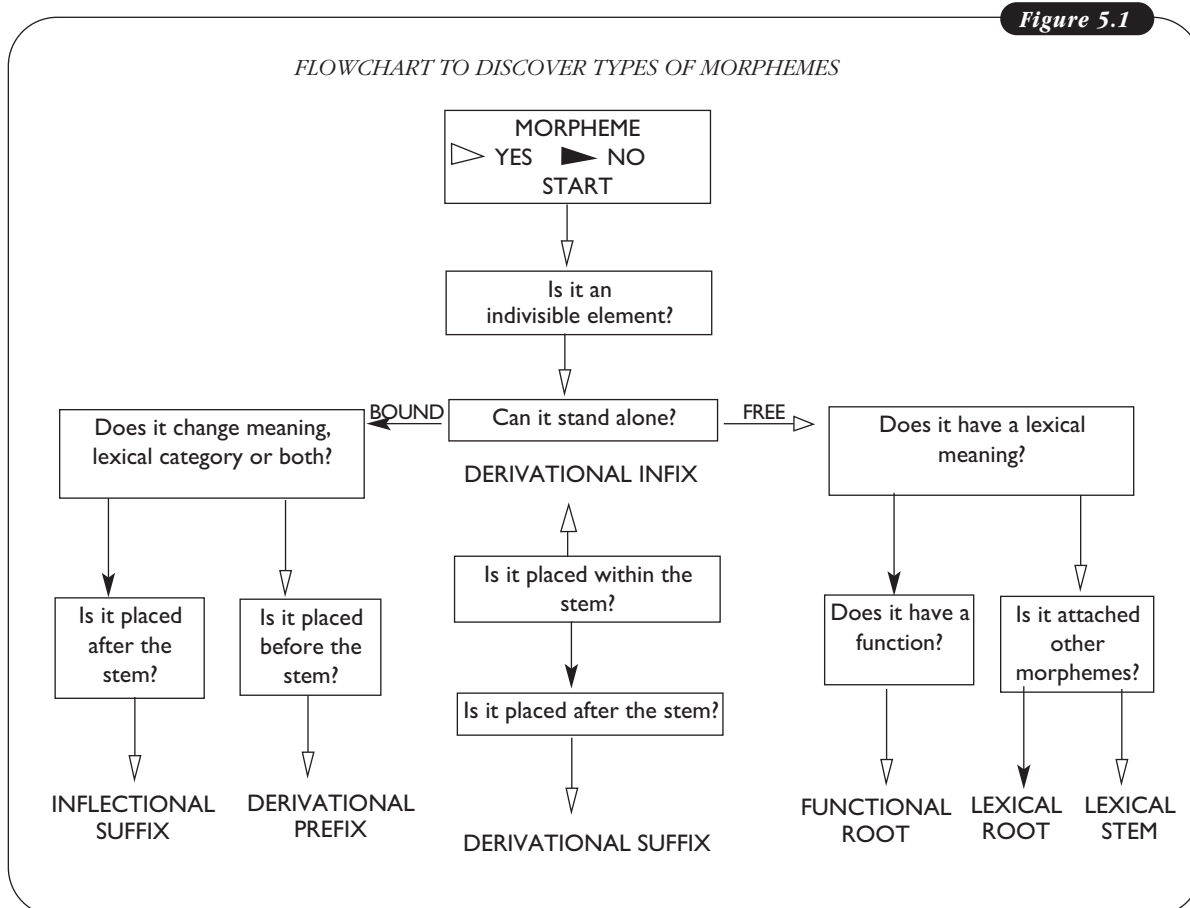 Figure 5.1
FLOWCHART TO DISCOVER TYPES OF MORPHEMES
MORPHEME
YES NO
START
Is it an
indivisible element?
BOUND
Can it stand alone?
FREE
Does it change meaning,
lexical category or both?
Does it have a lexical
meaning?
DERIVATIONAL INFIX
Is it placed within the
stem?
Is it placed
after the
stem?
Is it placed
before the
stem?
Does it have a
function?
Is it attached
other
morphemes?
Is it placed after the stem?
INFLECTIONAL
SUFFIX
DERIVATIONAL
PREFIX
DERIVATIONAL SUFFIX
FUNCTIONAL
ROOT
LEXICAL
ROOT
LEXICAL
STEM